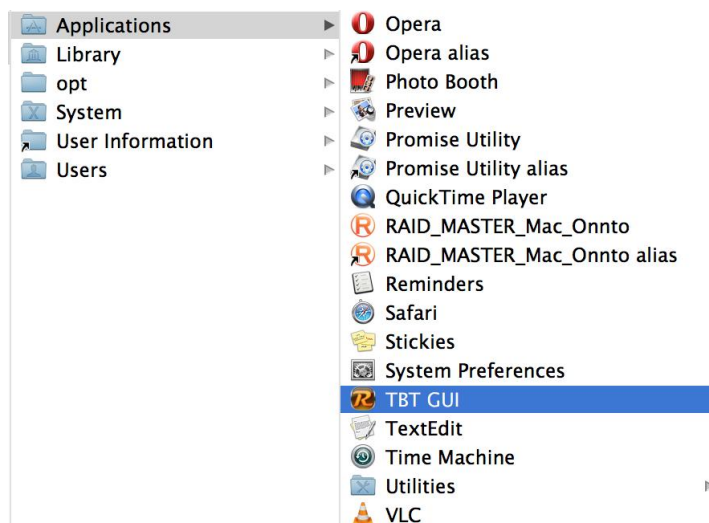 Applications
Library
opt
System
User Information
Users
Opera
Opera alias
Photo Booth
Preview
Promise Utility
Promise Utility alias
QuickTime Player
RAID_MASTER_Mac_Onnto
RAID_MASTER_Mac_Onnto alias
Reminders
Safari
Stickies
System Preferences
TBT GUI
TextEdit
Time Machine
Utilities
VLC